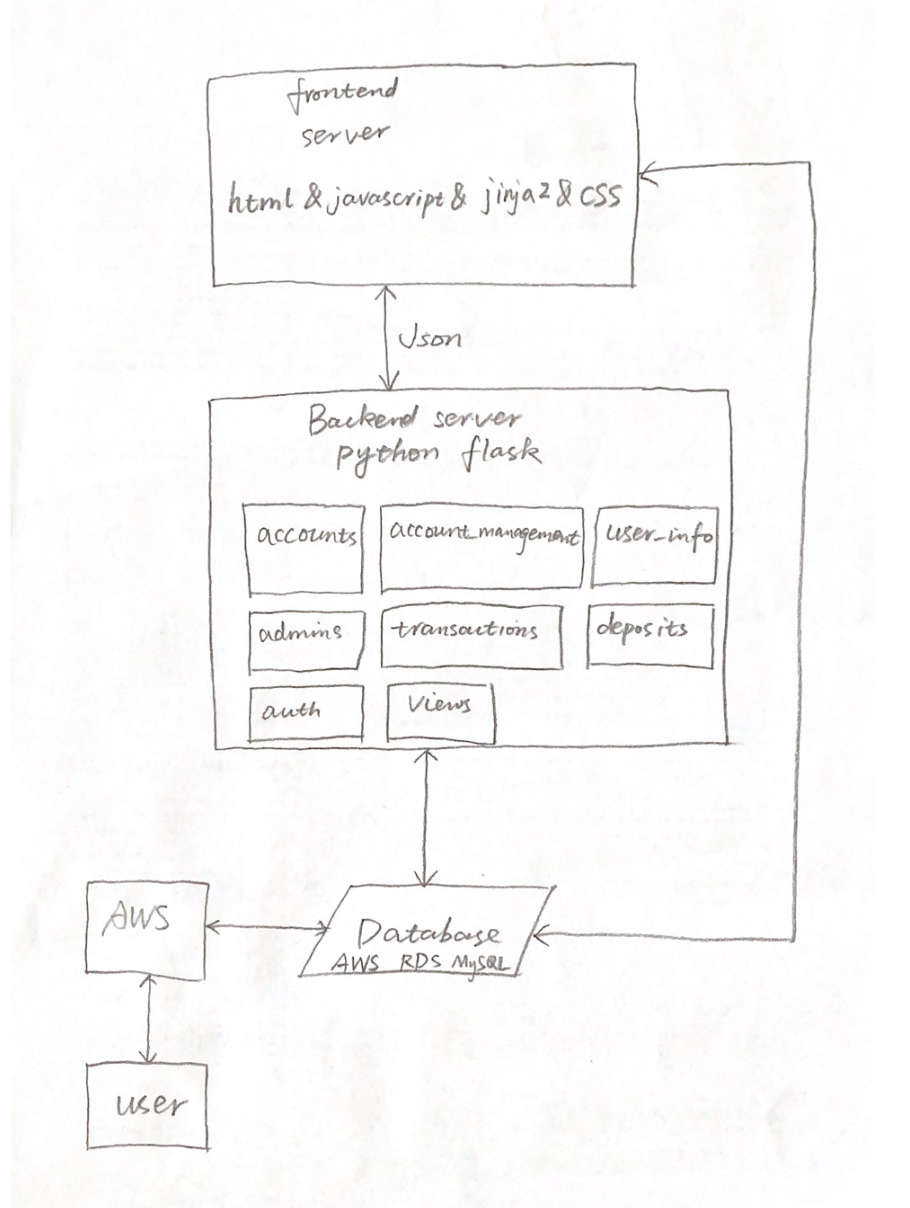 frontend
server
html & javascript & jinja2 & CSS
Json
Backend server
python flask
accounts
account_management
user_info
admins
transactions
deposits
auth
views
Database
AWS RDS MySQL
AWS
user